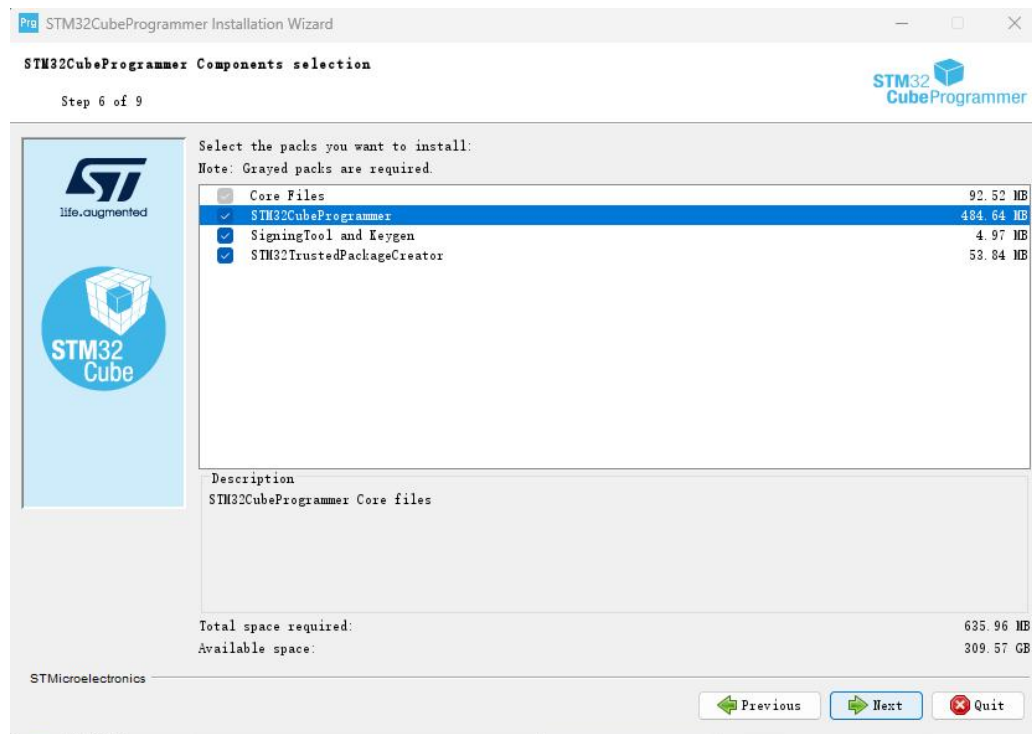 Prg STM32CubeProgrammer Installation Wizard
STM32CubeProgrammer Components selection
Step 6 of 9
STM32
CubeProgrammer
life.augmented
STM32
Cube
Select the packs you want to install:
Note: Grayed packs are required.
Core Files 92.52 MB
STM32CubeProgrammer 484.64 MB
SigningTool and Keygen 4.97 MB
STM32TrustedPackageCreator 53.84 MB
Description
STM32CubeProgrammer Core files
Total space required: 635.96 MB
Available space: 309.57 GB
STMicroelectronics
Previous Next Quit